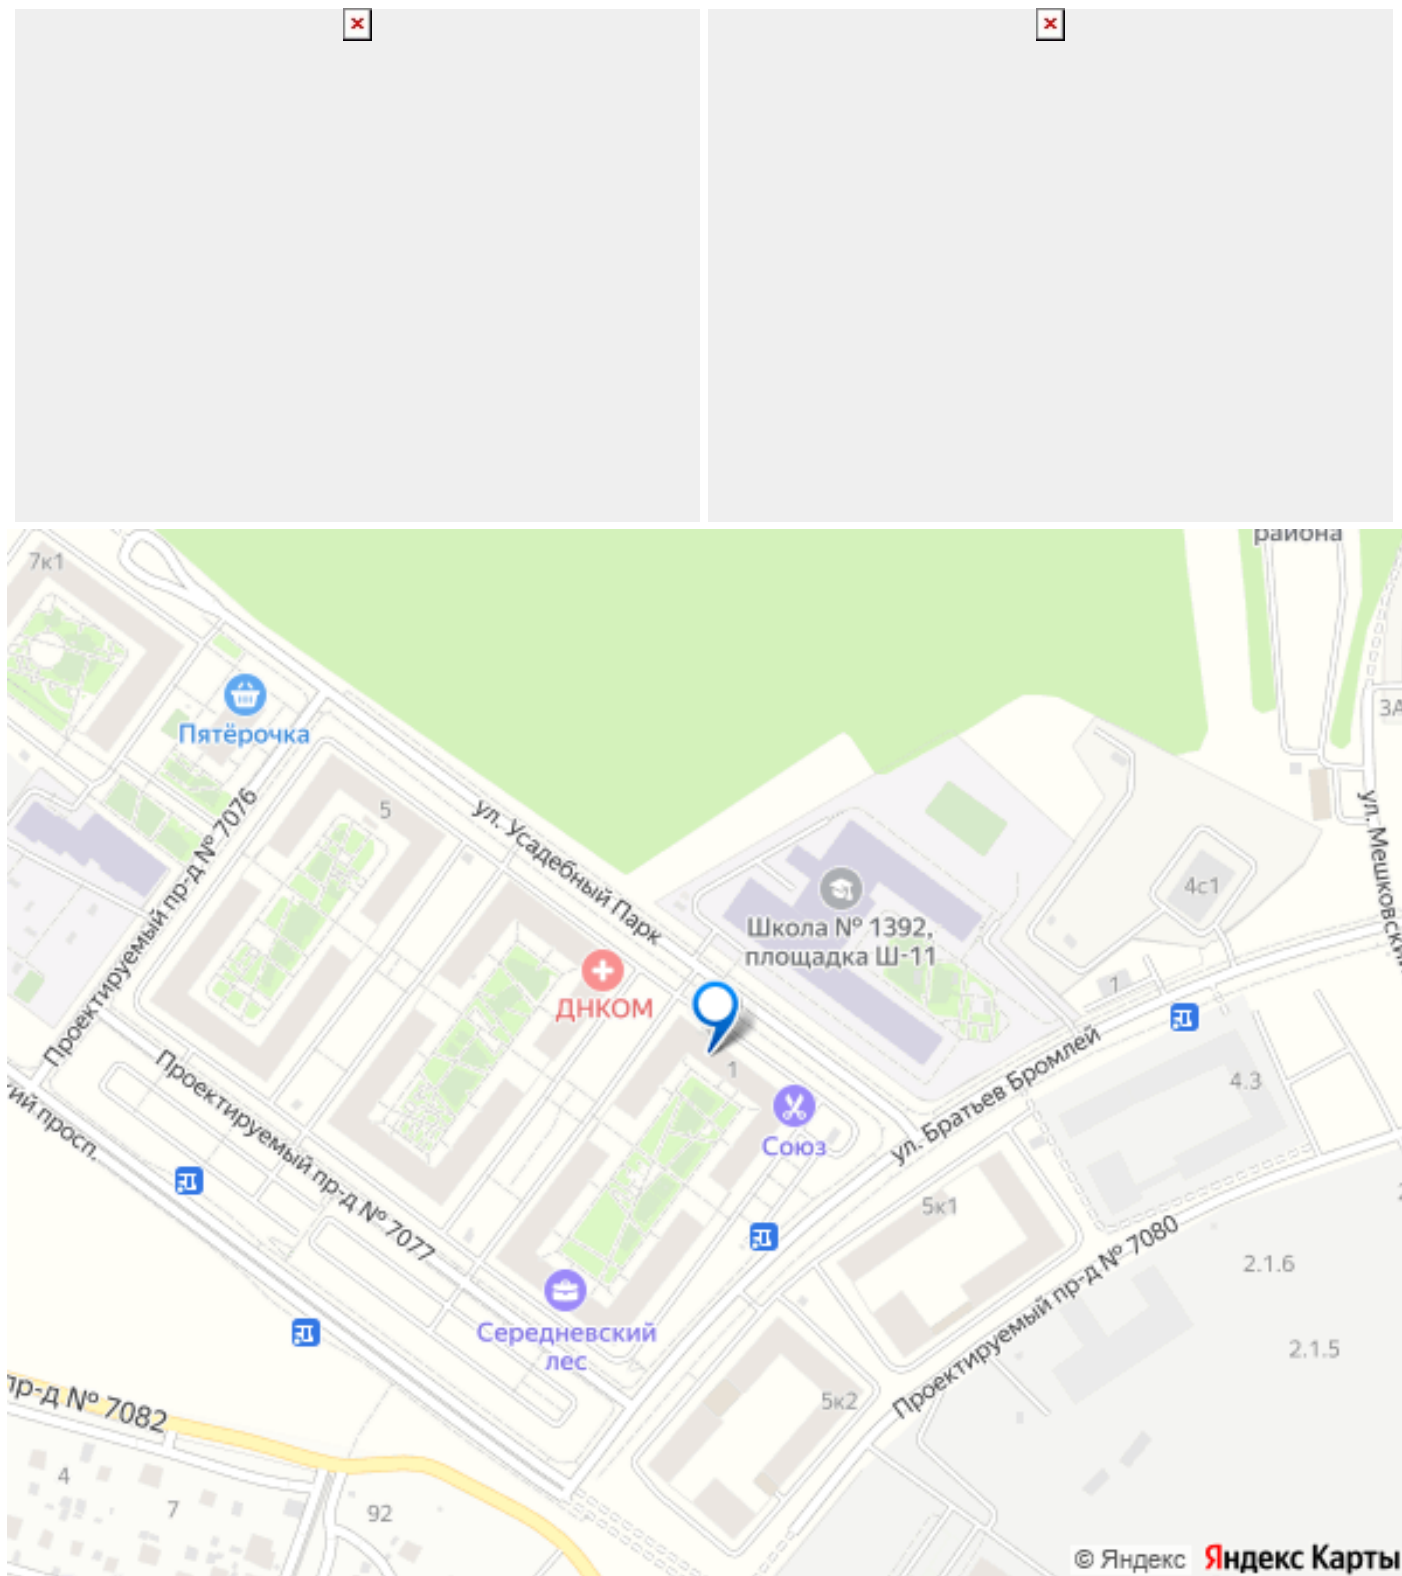 района
7к1
3А
Пятёрочка
5
ул. Усадебный Парк
Проектируемый пр-д № 7076
ул. Мешковский
4с1
Школа № 1392,
площадка Ш-11
ДНКОМ
1
1
ул. Братьев Бромлей
4.3
Союз
Проектируемый пр-д № 7077
кий просп.
5к1
Проектируемый пр-д № 7080
2.1.6
2.1.5
Середневский
лес
5к2
пр-д № 7082
4
7
92
© Яндекс Яндекс Карты